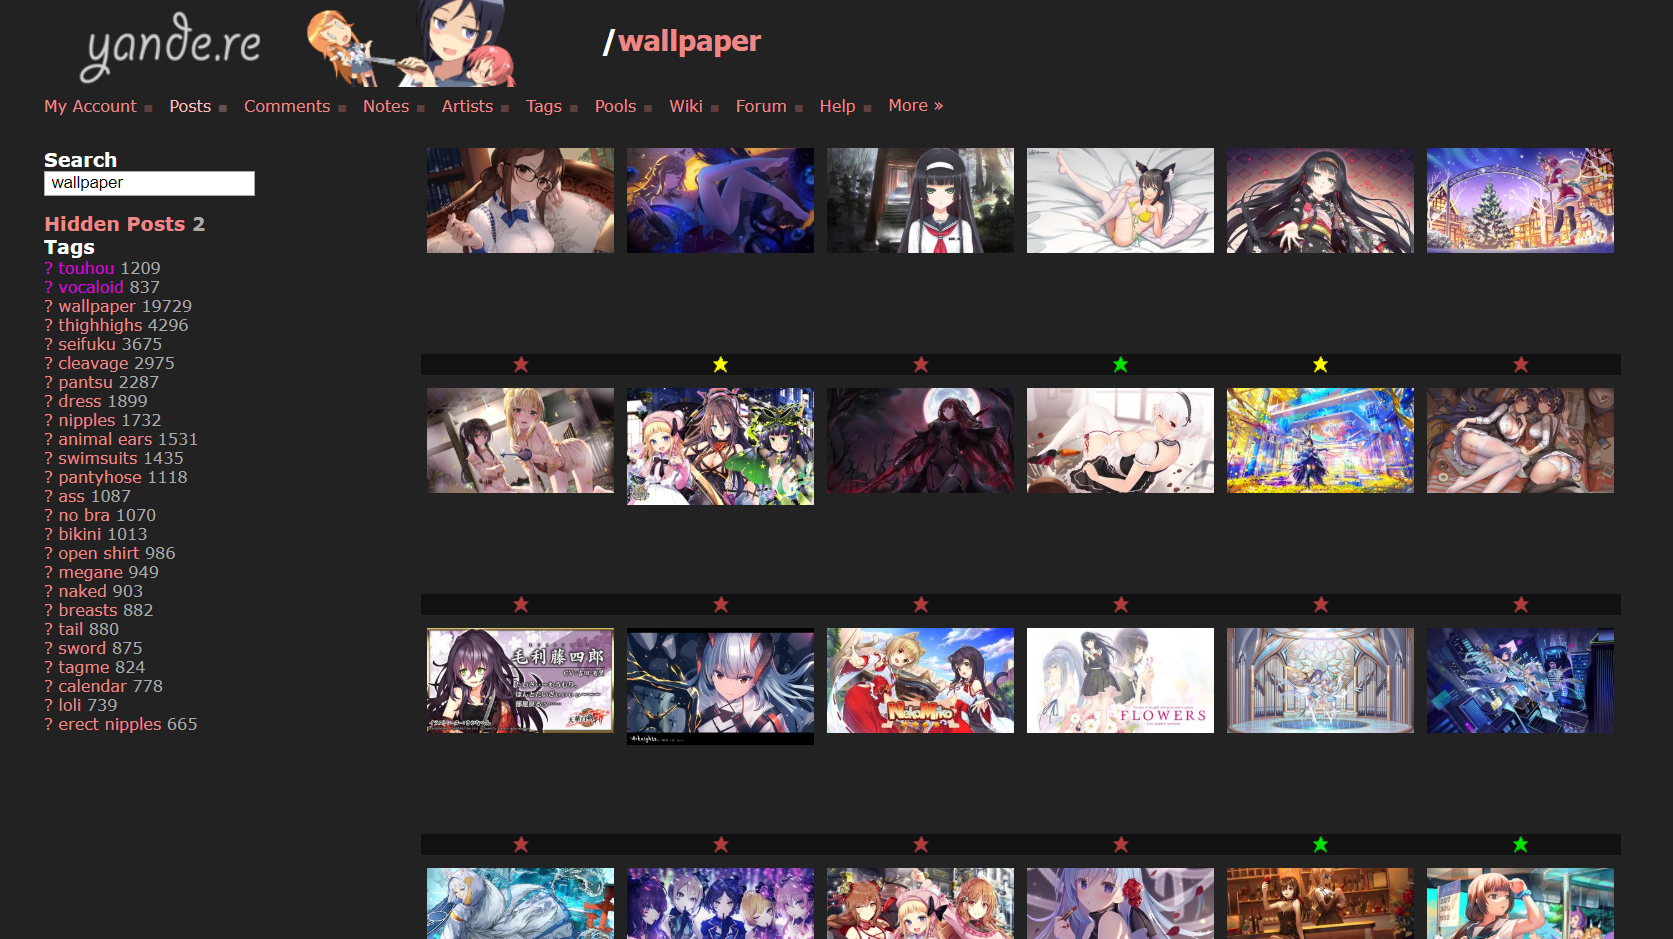 yande.re
/wallpaper
My Account Posts Comments Notes Artists Tags Pools Wiki Forum Help More »
Search
wallpaper
Hidden Posts 2
Tags
? touhou 1209
? vocaloid 837
? wallpaper 19729
? thighhighs 4296
? seifuku 3675
? cleavage 2975
? pantsu 2287
? dress 1899
? nipples 1732
? animal ears 1531
? swimsuits 1435
? pantyhose 1118
? ass 1087
? no bra 1070
? bikini 1013
? open shirt 986
? megane 949
? naked 903
? breasts 882
? tail 880
? sword 875
? tagme 824
? calendar 778
? loli 739
? erect nipples 665
毛利藤四郎
Arknights
NekoMiko
FLOWERS